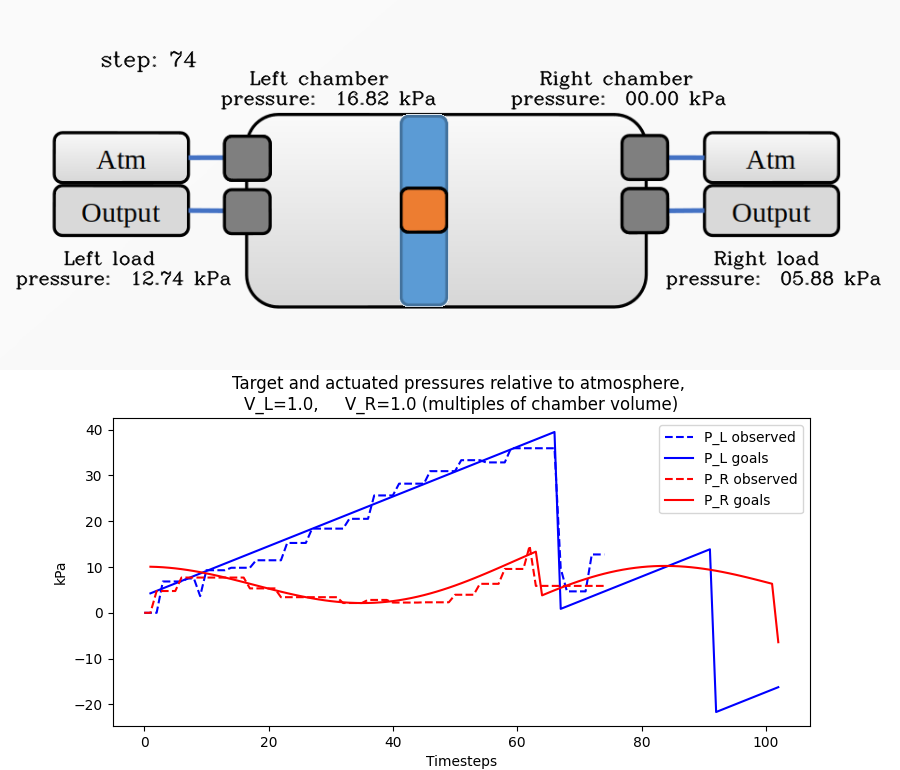 step: 74
Left chamber
pressure: 16.82 kPa
Right chamber
pressure: 00.00 kPa
Atm
Output
Atm
Output
Left load
pressure: 12.74 kPa
Right load
pressure: 05.88 kPa
Target and actuated pressures relative to atmosphere,
V_L=1.0, V_R=1.0 (multiples of chamber volume)
P_L observed
P_L goals
P_R observed
P_R goals
kPa
40
30
20
10
0
−10
−20
0 20 40 60 80 100
Timesteps